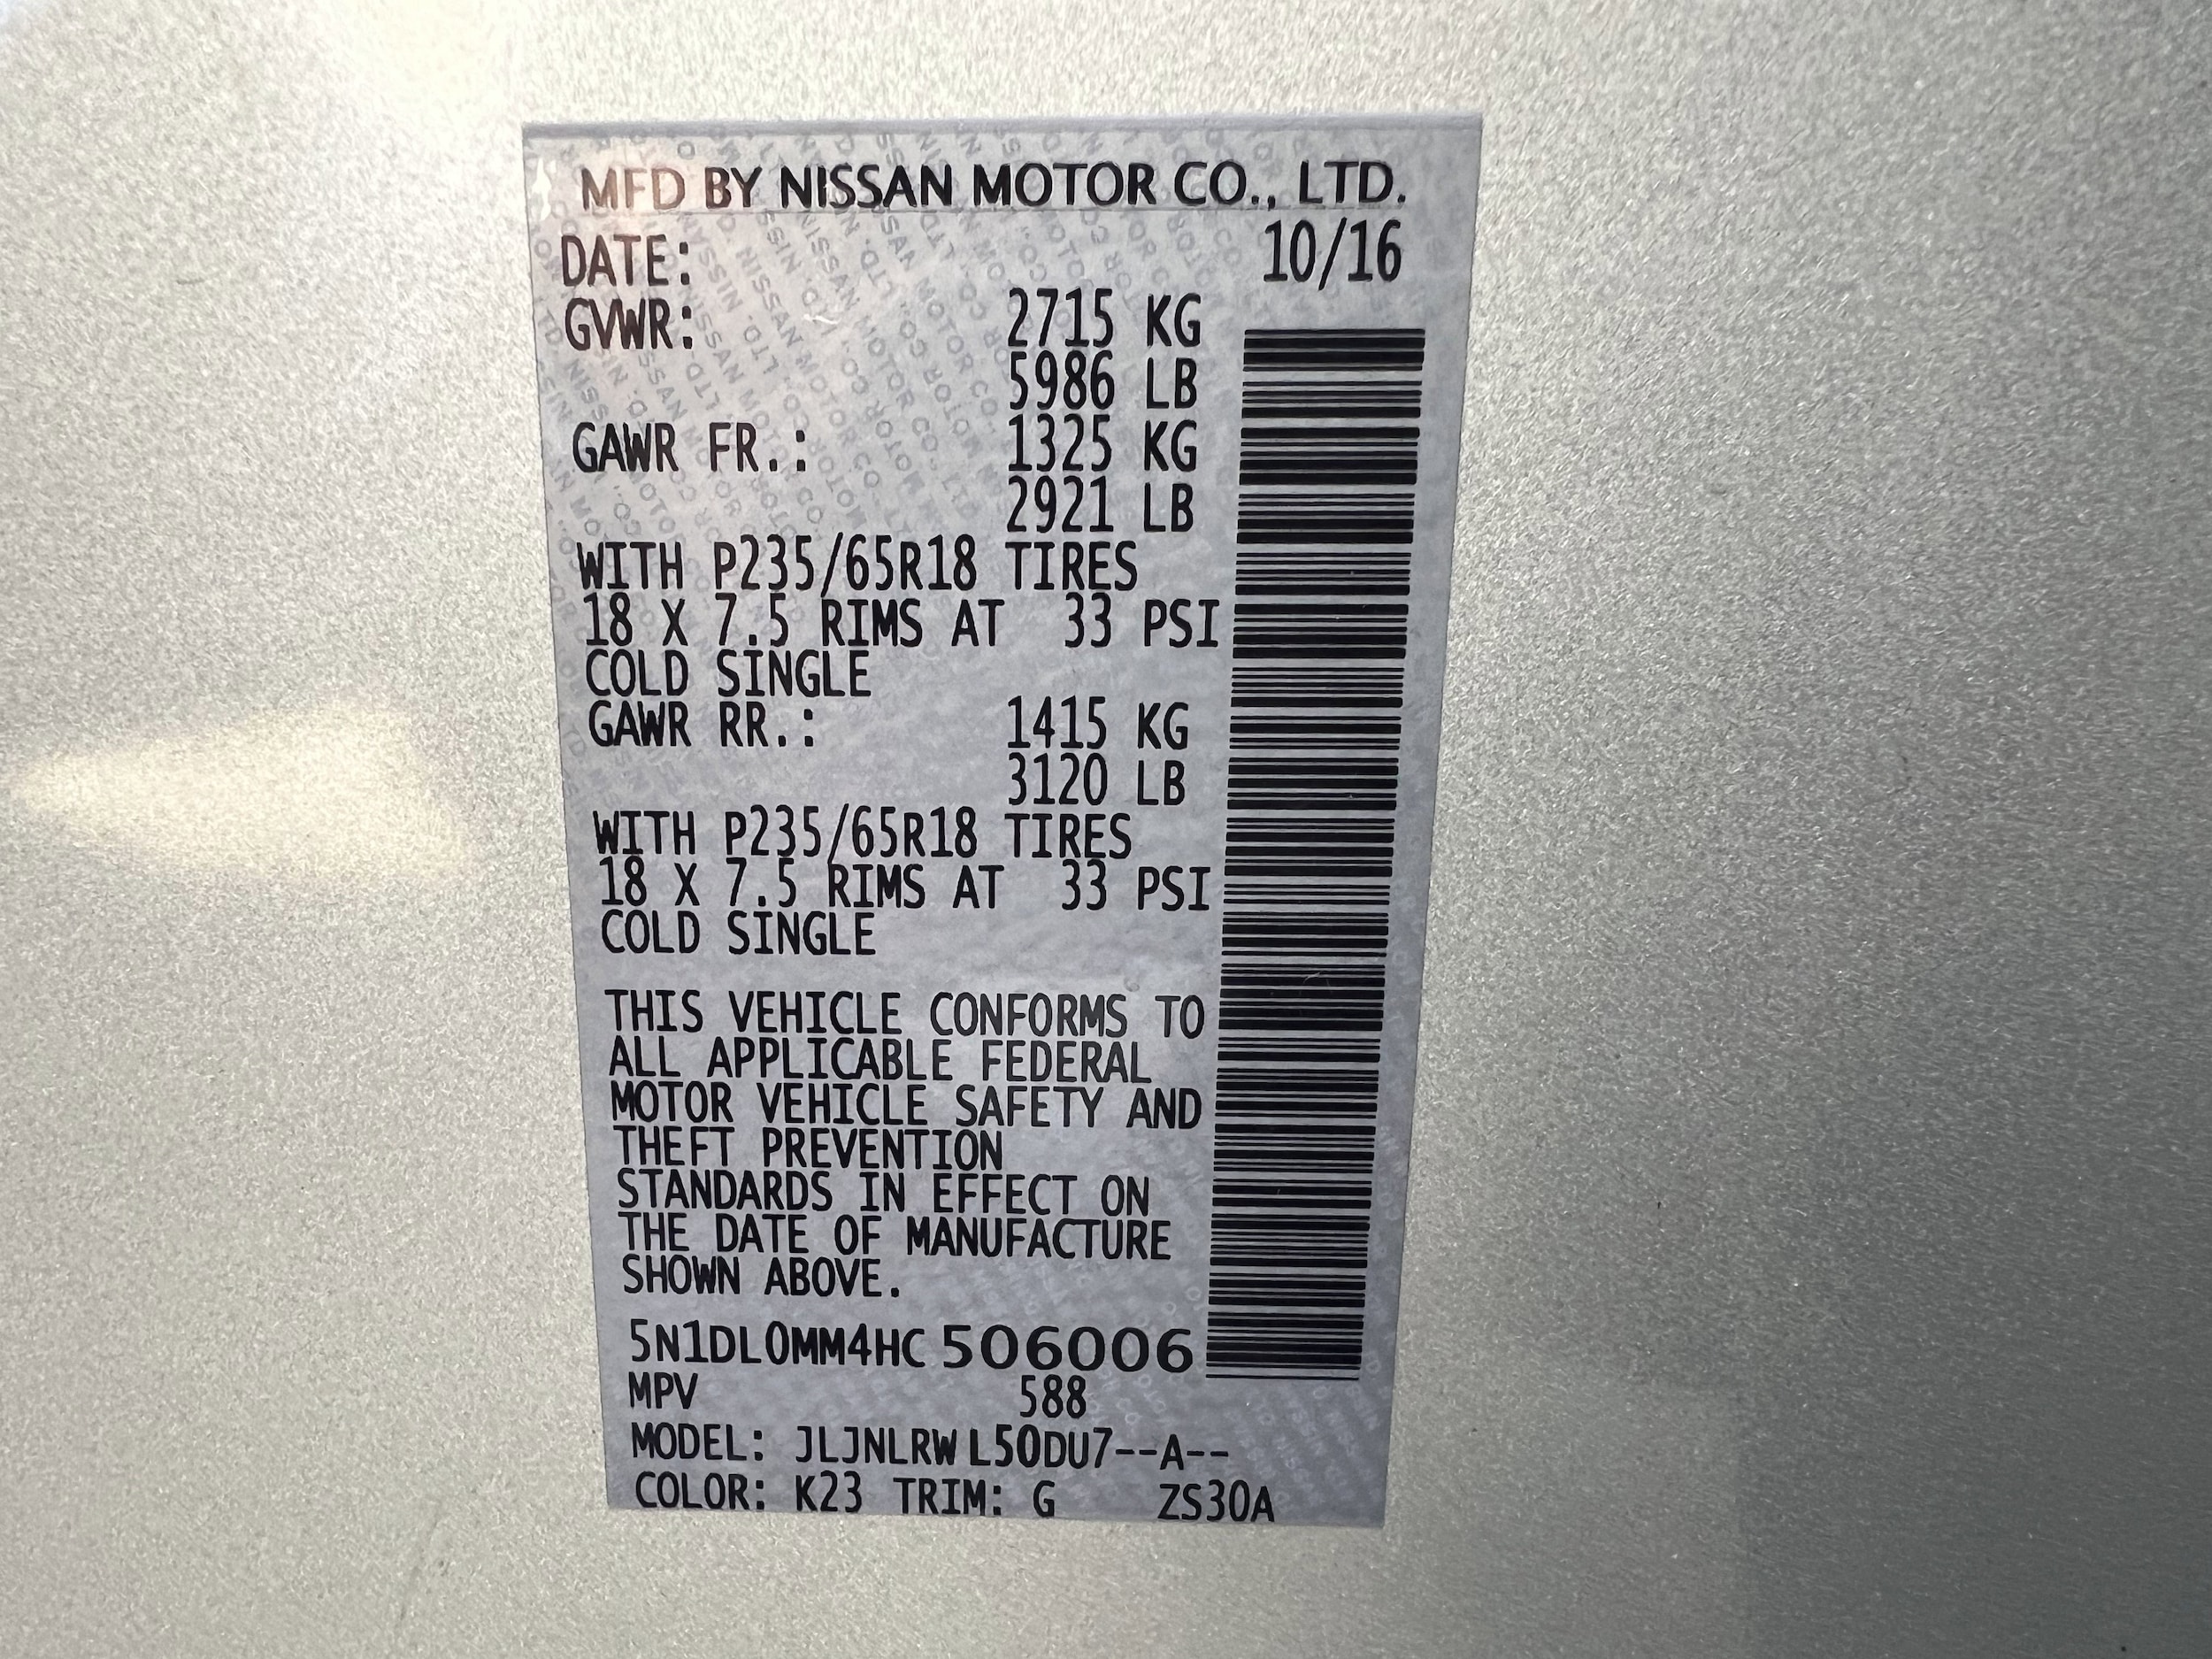 MFD BY NISSAN MOTOR CO., LTD.
DATE: 10/16
GVWR: 2715 KG
5986 LB
GAWR FR.: 1325 KG
2921 LB
WITH P235/65R18 TIRES
18 X 7.5 RIMS AT 33 PSI
COLD SINGLE
GAWR RR.: 1415 KG
3120 LB
WITH P235/65R18 TIRES
18 X 7.5 RIMS AT 33 PSI
COLD SINGLE
THIS VEHICLE CONFORMS TO
ALL APPLICABLE FEDERAL
MOTOR VEHICLE SAFETY AND
THEFT PREVENTION
STANDARDS IN EFFECT ON
THE DATE OF MANUFACTURE
SHOWN ABOVE.
5N1DL0MM4HC506006
MPV 588
MODEL: JLJNLRWL50DU7--A--
COLOR: K23 TRIM: G ZS30A